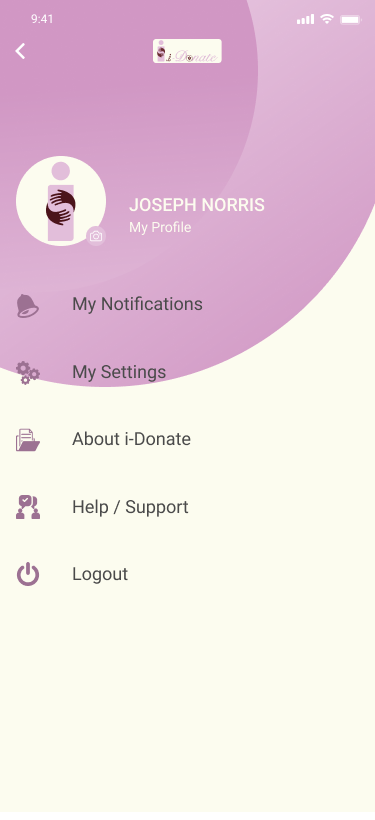 9:41
i Donate
JOSEPH NORRIS
My Profile
My Notifications
My Settings
About i-Donate
Help / Support
Logout